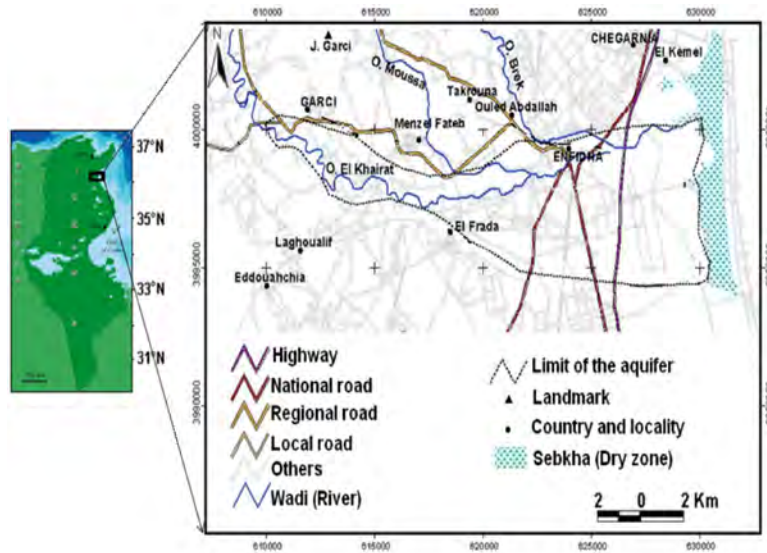 610000 615000 620000 625000 630000
N
J. Garci
CHEGARNIA
El Kemel
O. Moussa
O. Brek
Takrouna
Ouled Abdallah
GARCI
Menzel Fateh
ENFIDHA
O. El Khairat
El Frada
Laghoualif
Eddouahchia
4000000
3995000
3990000
37°N
35°N
33°N
31°N
Highway
National road
Regional road
Local road
Others
Wadi (River)
Limit of the aquifer
Landmark
Country and locality
Sebkha (Dry zone)
2 0 2 Km
610000 615000 620000 625000 630000